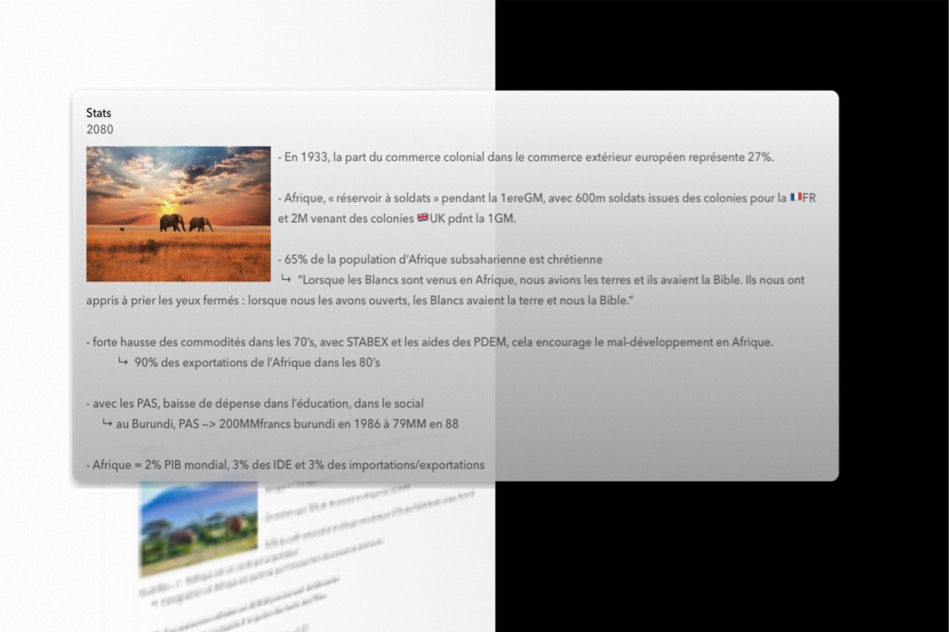 Stats
2080
- En 1933, la part du commerce colonial dans le commerce extérieur européen représente 27%.
- Afrique, « réservoir à soldats » pendant la 1ereGM, avec 600m soldats issues des colonies pour la 🇫🇷FR
et 2M venant des colonies 🇬🇧UK pdnt la 1GM.
- 65% de la population d’Afrique subsaharienne est chrétienne
↳ “Lorsque les Blancs sont venus en Afrique, nous avions les terres et ils avaient la Bible. Ils nous ont
appris à prier les yeux fermés : lorsque nous les avons ouverts, les Blancs avaient la terre et nous la Bible.”
- forte hausse des commodités dans les 70’s, avec STABEX et les aides des PDEM, cela encourage le mal-développement en Afrique.
↳ 90% des exportations de l’Afrique dans les 80’s
- avec les PAS, baisse de dépense dans l’éducation, dans le social
↳ au Burundi, PAS —> 200MMfrancs burundi en 1986 à 79MM en 88
- Afrique = 2% PIB mondial, 3% des IDE et 3% des importations/exportations